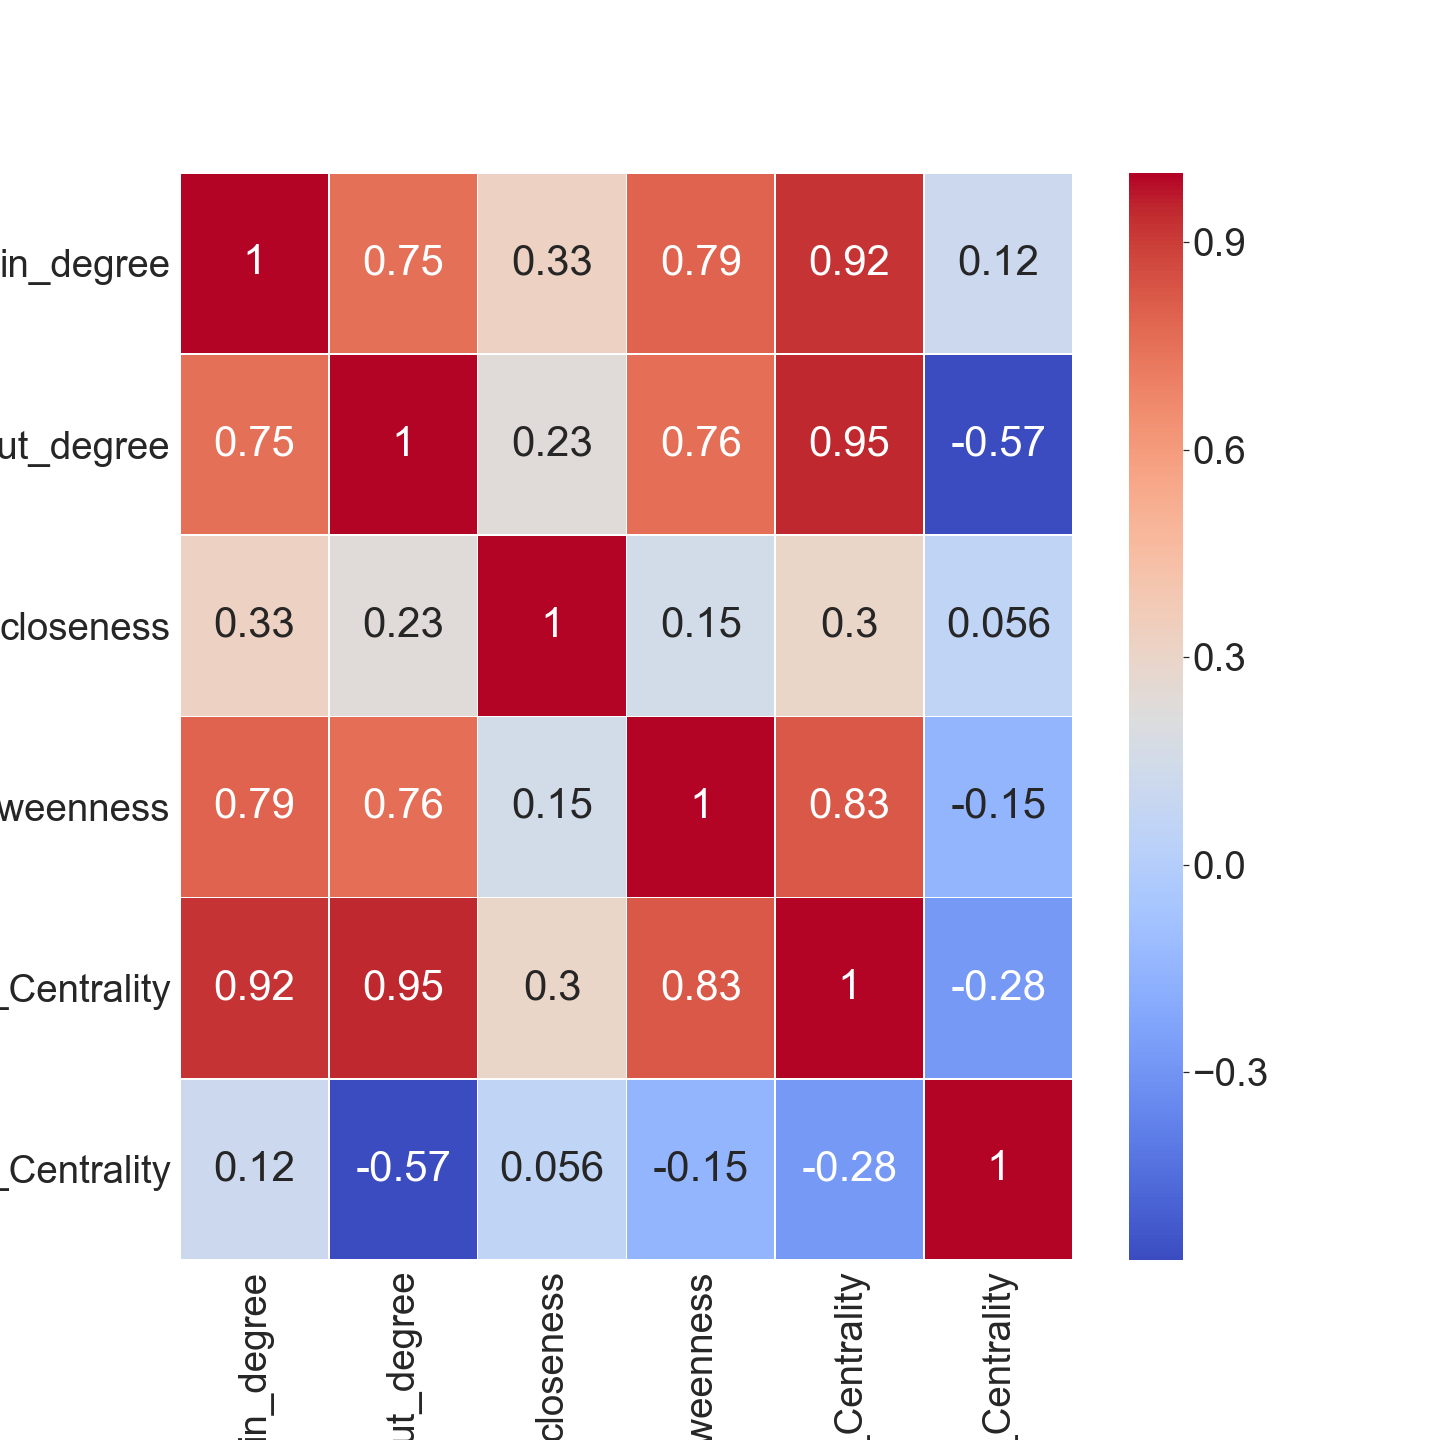 in_degree 1 0.75 0.33 0.79 0.92 0.12
ut_degree 0.75 1 0.23 0.76 0.95 -0.57
closeness 0.33 0.23 1 0.15 0.3 0.056
weenness 0.79 0.76 0.15 1 0.83 -0.15
_Centrality 0.92 0.95 0.3 0.83 1 -0.28
_Centrality 0.12 -0.57 0.056 -0.15 -0.28 1
in_degree
ut_degree
closeness
weenness
_Centrality
_Centrality
0.9
0.6
0.3
0.0
−0.3